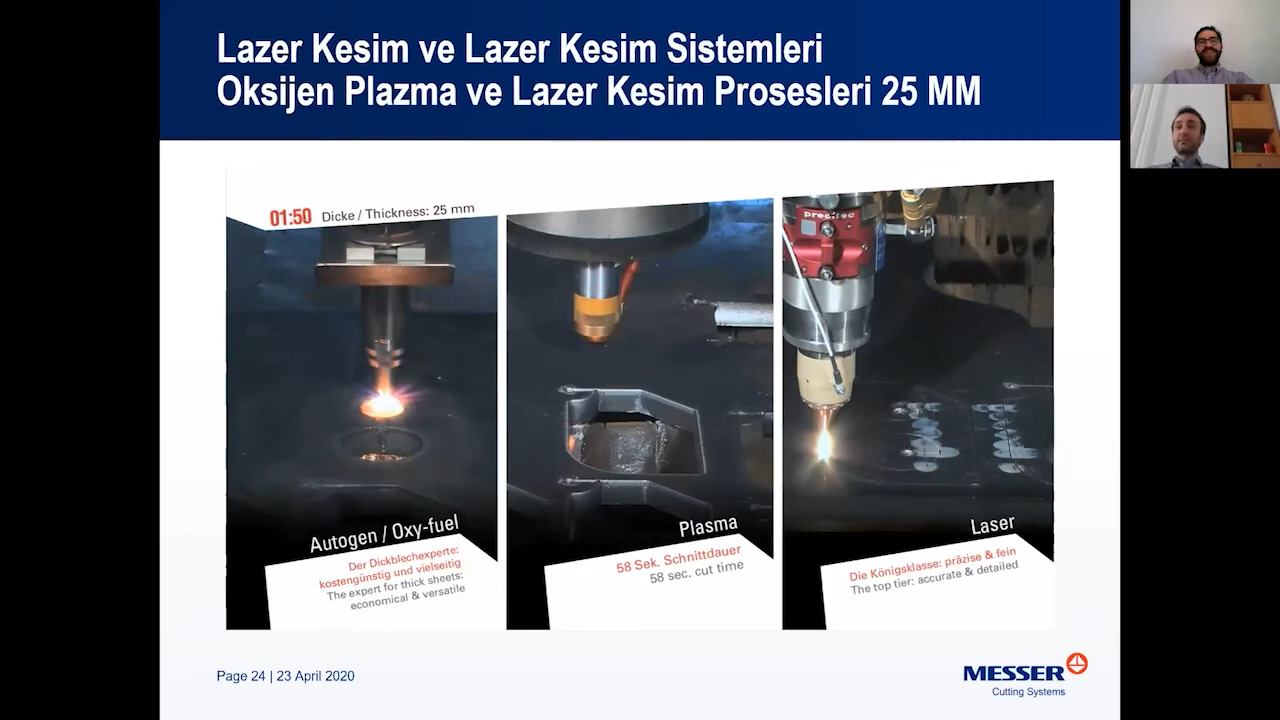 Lazer Kesim ve Lazer Kesim Sistemleri
Oksijen Plazma ve Lazer Kesim Prosesleri 25 MM
01:50 Dicke / Thickness: 25 mm
precitec
Autogen / Oxy-fuel
Der Dickblechexperte:
kostengünstig und vielseitig
The expert for thick sheets:
economical & versatile
Plasma
58 Sek. Schnittdauer
58 sec. cut time
Laser
Die Königsklasse: präzise & fein
The top tier: accurate & detailed
Page 24 | 23 April 2020
MESSER
Cutting Systems